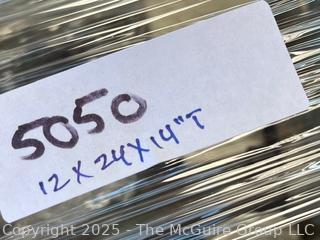 5050
12 X 24 X 14" T
Copyright 2025 - The McGuire Group LLC